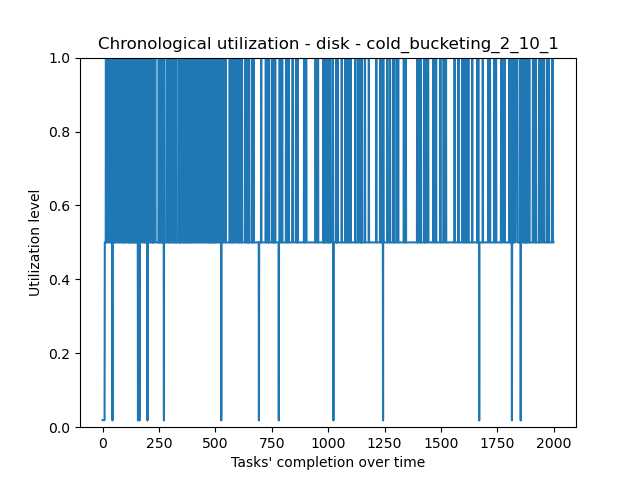 Chronological utilization - disk - cold_bucketing_2_10_1
1.0
0.8
0.6
0.4
0.2
0.0
Utilization level
0 250 500 750 1000 1250 1500 1750 2000
Tasks' completion over time